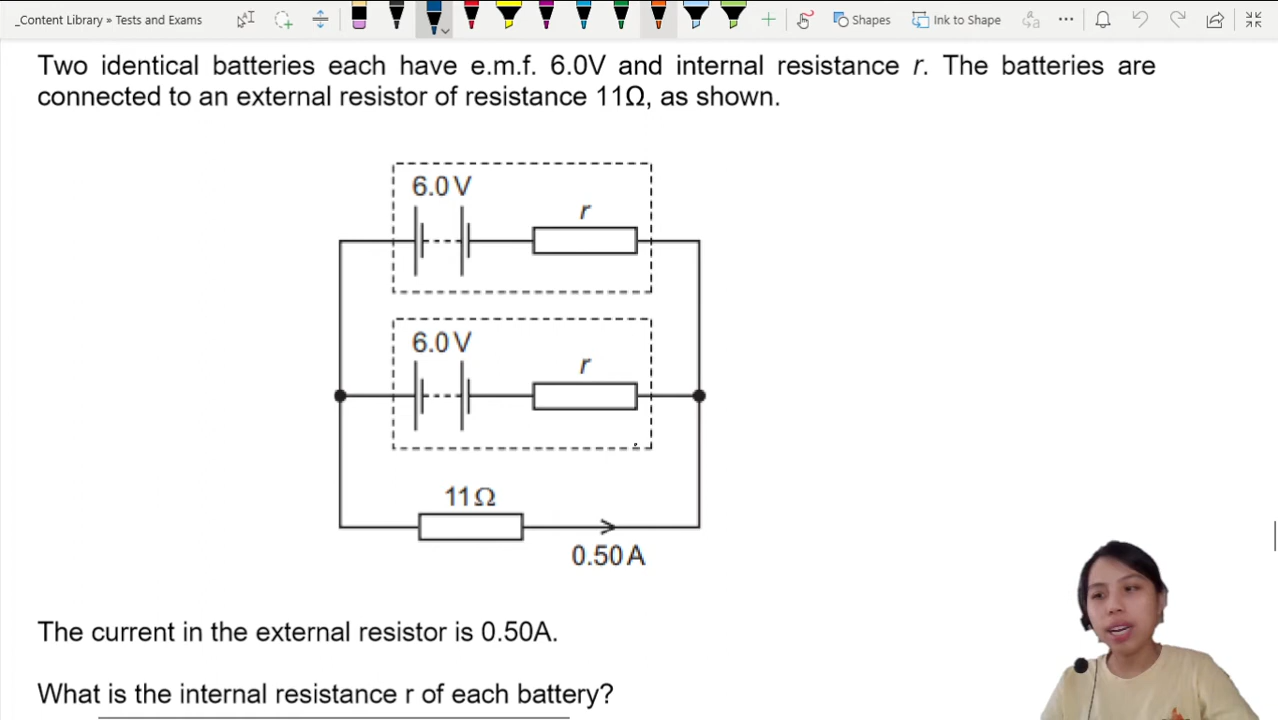 _Content Library » Tests and Exams
Shapes
Ink to Shape
Two identical batteries each have e.m.f. 6.0V and internal resistance r. The batteries are
connected to an external resistor of resistance 11Ω, as shown.
6.0V
r
6.0V
r
11Ω
0.50A
The current in the external resistor is 0.50A.
What is the internal resistance r of each battery?